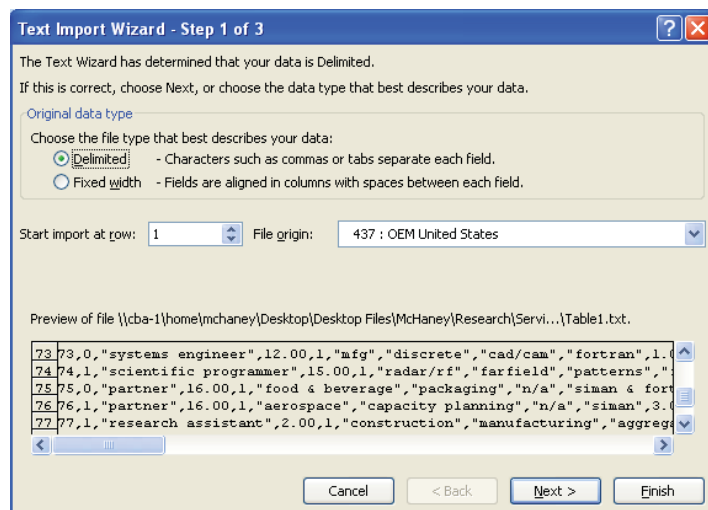 Text Import Wizard - Step 1 of 3
The Text Wizard has determined that your data is Delimited.
If this is correct, choose Next, or choose the data type that best describes your data.
Original data type
Choose the file type that best describes your data:
Delimited - Characters such as commas or tabs separate each field.
Fixed width - Fields are aligned in columns with spaces between each field.
Start import at row: 1 File origin: 437 : OEM United States
Preview of file \\cba-1\home\mchaney\Desktop\Desktop Files\McHaney\Research\Servi...\Table1.txt.
73 73,0,"systems engineer",12.00,1,"mfg","discrete","cad/cam","fortran",1.0
74 74,1,"scientific programmer",15.00,1,"radar/rf","farfield","patterns","
75 75,0,"partner",16.00,1,"food & beverage","packaging","n/a","siman & fort
76 76,1,"partner",16.00,1,"aerospace","capacity planning","n/a","siman",3.0
77 77,1,"research assistant",2.00,1,"construction","manufacturing","aggrega
Cancel < Back Next > Finish